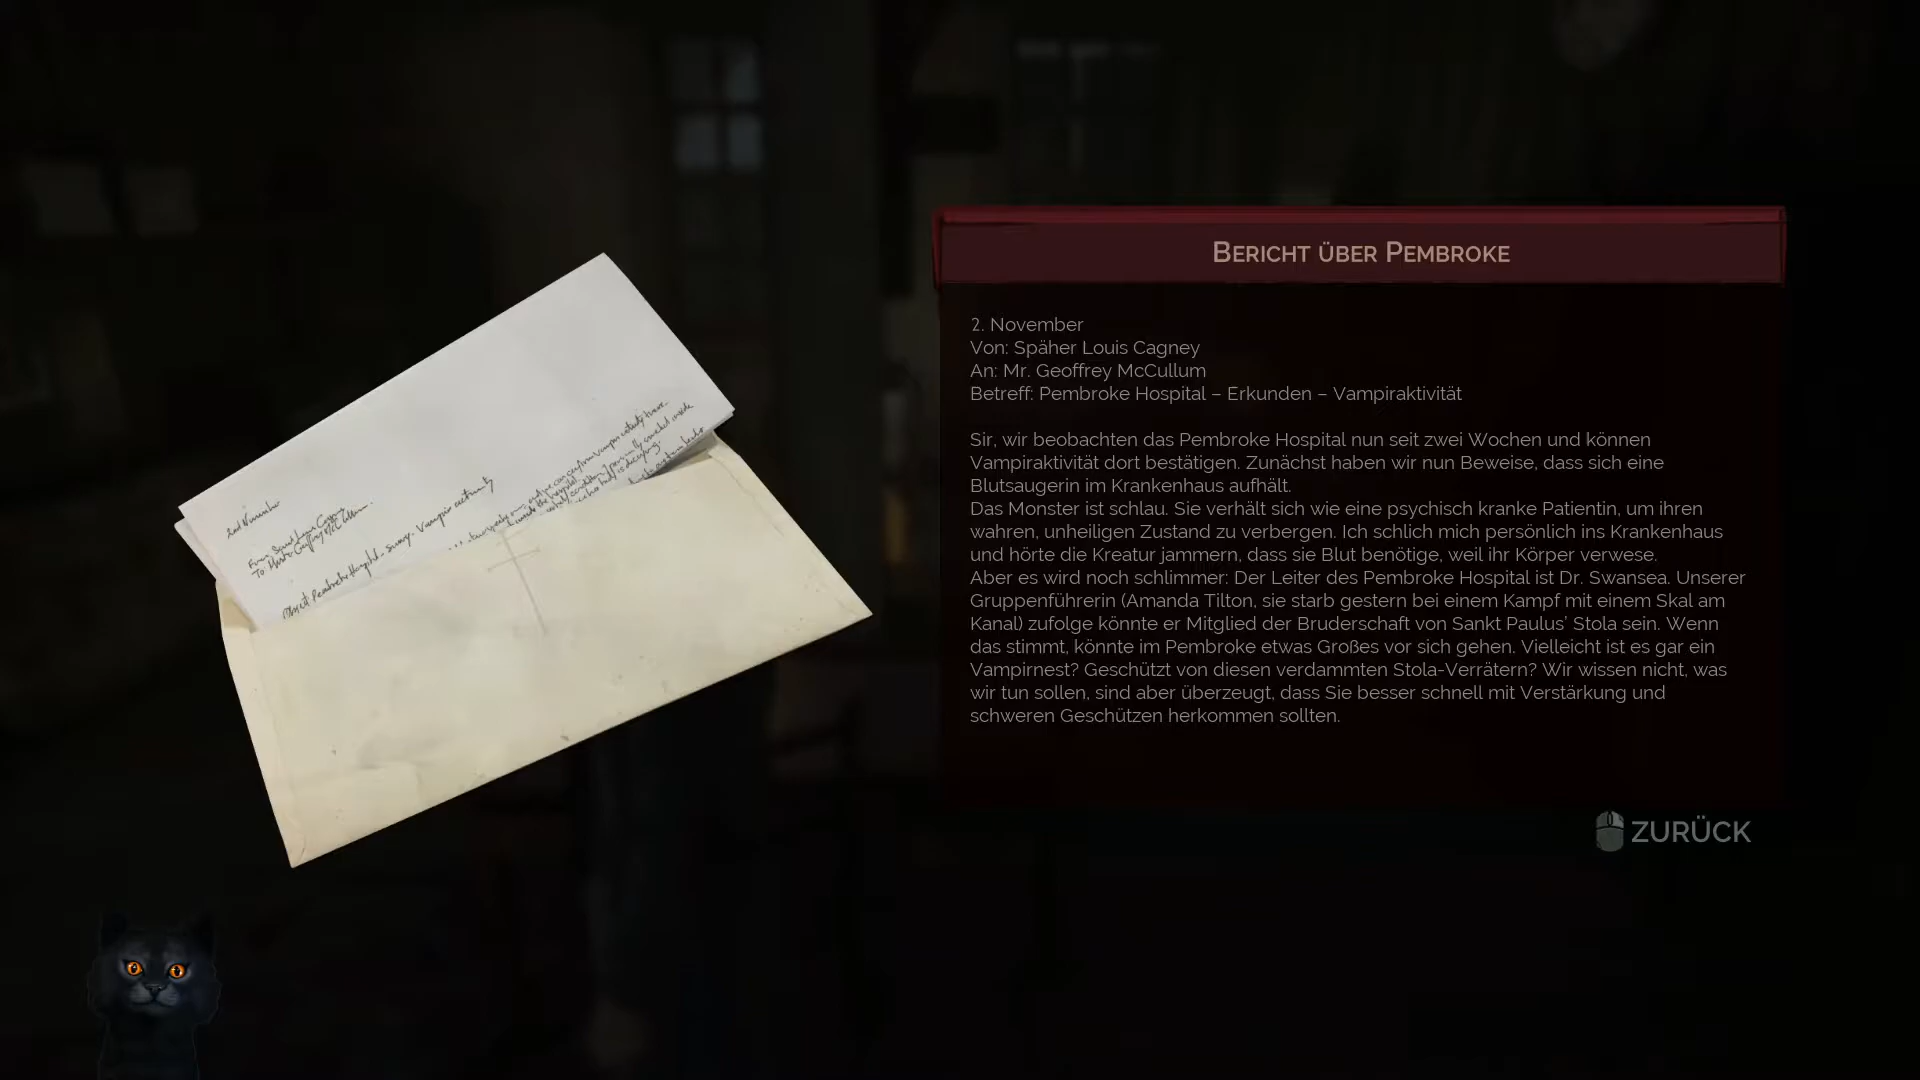 2nd November
Bericht über Pembroke
2. November
Von: Späher Louis Cagney
An: Mr. Geoffrey McCullum
Betreff: Pembroke Hospital – Erkunden – Vampiraktivität
Sir, wir beobachten das Pembroke Hospital nun seit zwei Wochen und können
Vampiraktivität dort bestätigen. Zunächst haben wir nun Beweise, dass sich eine
Blutsaugerin im Krankenhaus aufhält.
Das Monster ist schlau. Sie verhält sich wie eine psychisch kranke Patientin, um ihren
wahren, unheiligen Zustand zu verbergen. Ich schlich mich persönlich ins Krankenhaus
und hörte die Kreatur jammern, dass sie Blut benötige, weil ihr Körper verwese.
Aber es wird noch schlimmer: Der Leiter des Pembroke Hospital ist Dr. Swansea. Unserer
Gruppenführerin (Amanda Tilton, sie starb gestern bei einem Kampf mit einem Skal am
Kanal) zufolge könnte er Mitglied der Bruderschaft von Sankt Paulus' Stola sein. Wenn
das stimmt, könnte im Pembroke etwas Großes vor sich gehen. Vielleicht ist es gar ein
Vampirnest? Geschützt von diesen verdammten Stola-Verrätern? Wir wissen nicht, was
wir tun sollen, sind aber überzeugt, dass Sie besser schnell mit Verstärkung und
schweren Geschützen herkommen sollten.
ZURÜCK